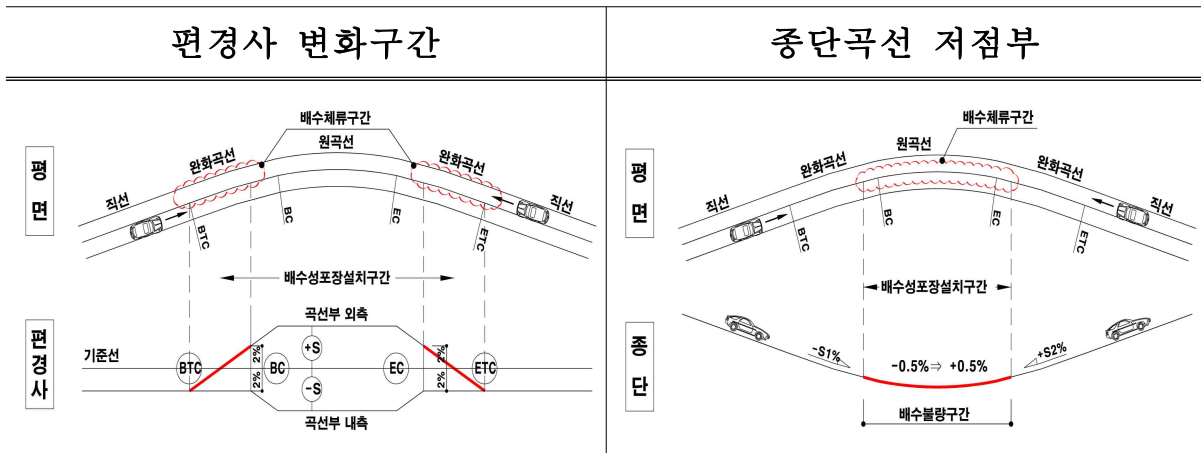 편경사 변화구간
종단곡선 저점부
평면
배수체류구간
원곡선
완화곡선
완화곡선
직선
직선
BTC
BC
EC
ETC
배수성포장설치구간
편경사
곡선부 외측
기준선
BTC
2%
2%
BC
+S
-S
EC
2%
2%
ETC
곡선부 내측
평면
배수체류구간
원곡선
완화곡선
완화곡선
직선
직선
BTC
BC
EC
ETC
배수성포장설치구간
종단
-S1%
+S2%
-0.5%⇒ +0.5%
배수불량구간